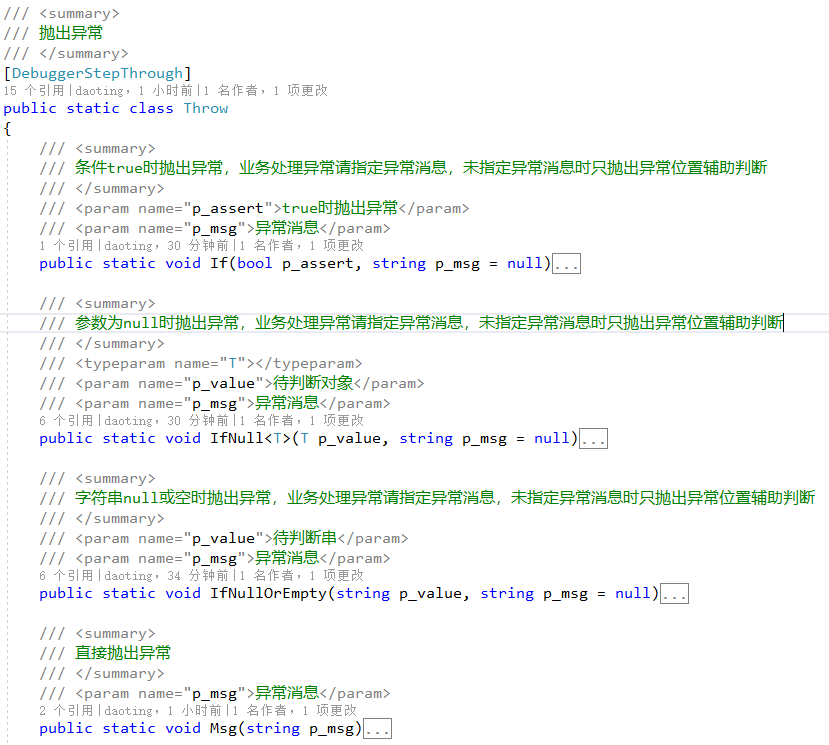 /// <summary>
/// 抛出异常
/// </summary>
[DebuggerStepThrough]
15 个引用|daoting，1 小时前|1 名作者，1 项更改
public static class Throw
{
/// <summary>
/// 条件true时抛出异常，业务处理异常请指定异常消息，未指定异常消息时只抛出异常位置辅助判断
/// </summary>
/// <param name="p_assert">true时抛出异常</param>
/// <param name="p_msg">异常消息</param>
1 个引用|daoting，30 分钟前|1 名作者，1 项更改
public static void If(bool p_assert, string p_msg = null)...
/// <summary>
/// 参数为null时抛出异常，业务处理异常请指定异常消息，未指定异常消息时只抛出异常位置辅助判断
/// </summary>
/// <typeparam name="T"></typeparam>
/// <param name="p_value">待判断对象</param>
/// <param name="p_msg">异常消息</param>
6 个引用|daoting，30 分钟前|1 名作者，1 项更改
public static void IfNull<T>(T p_value, string p_msg = null)...
/// <summary>
/// 字符串null或空时抛出异常，业务处理异常请指定异常消息，未指定异常消息时只抛出异常位置辅助判断
/// </summary>
/// <param name="p_value">待判断串</param>
/// <param name="p_msg">异常消息</param>
6 个引用|daoting，34 分钟前|1 名作者，1 项更改
public static void IfNullOrEmpty(string p_value, string p_msg = null)...
/// <summary>
/// 直接抛出异常
/// </summary>
/// <param name="p_msg">异常消息</param>
2 个引用|daoting，1 小时前|1 名作者，1 项更改
public static void Msg(string p_msg)...